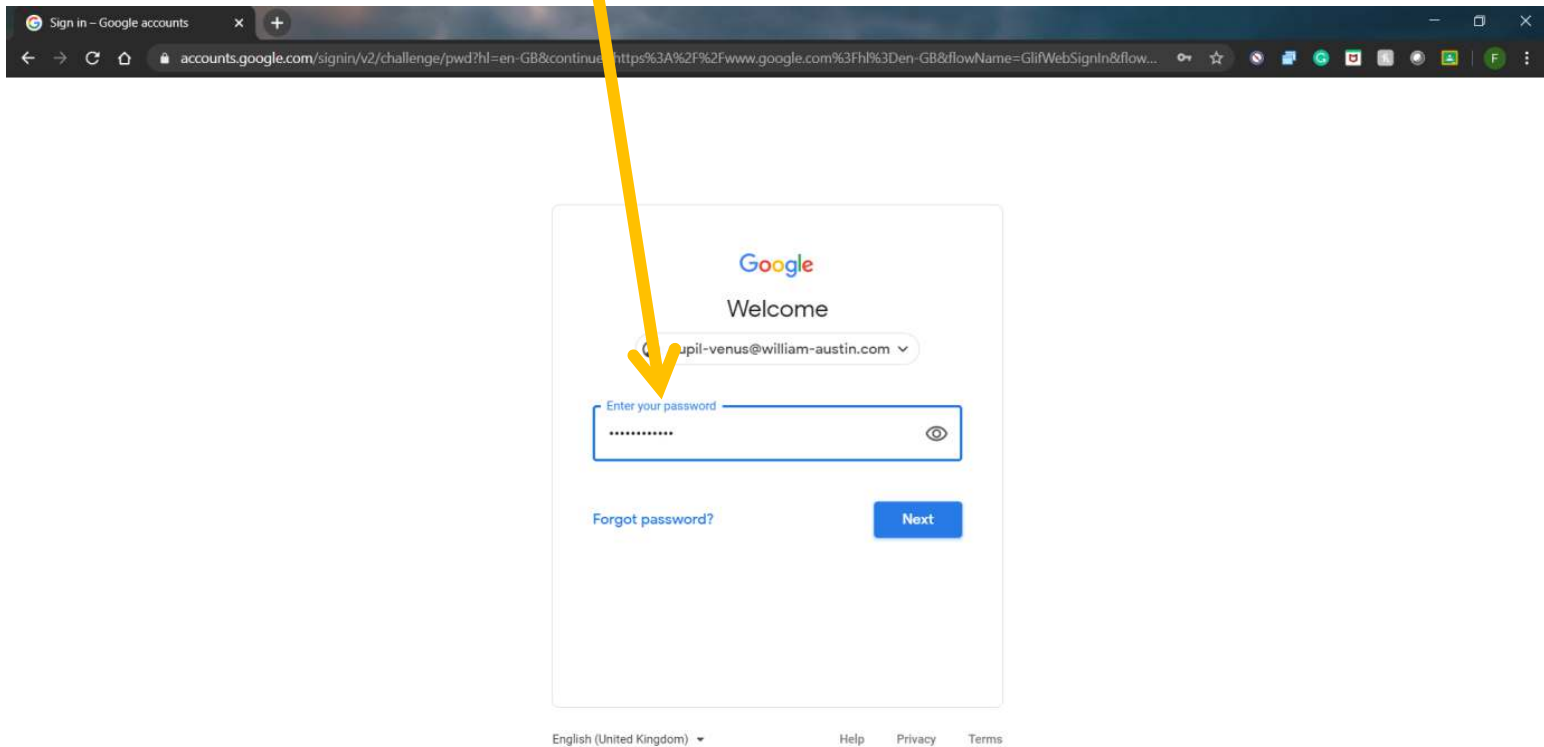 Sign in – Google accounts
accounts.google.com/signin/v2/challenge/pwd?hl=en-GB&continue https%3A%2F%2Fwww.google.com%3Fhl%3Den-GB&flowName=GlifWebSignIn&flow...
F
Google
Welcome
upil-venus@william-austin.com
Enter your password
••••••••••••
Forgot password?
Next
English (United Kingdom)
Help Privacy Terms